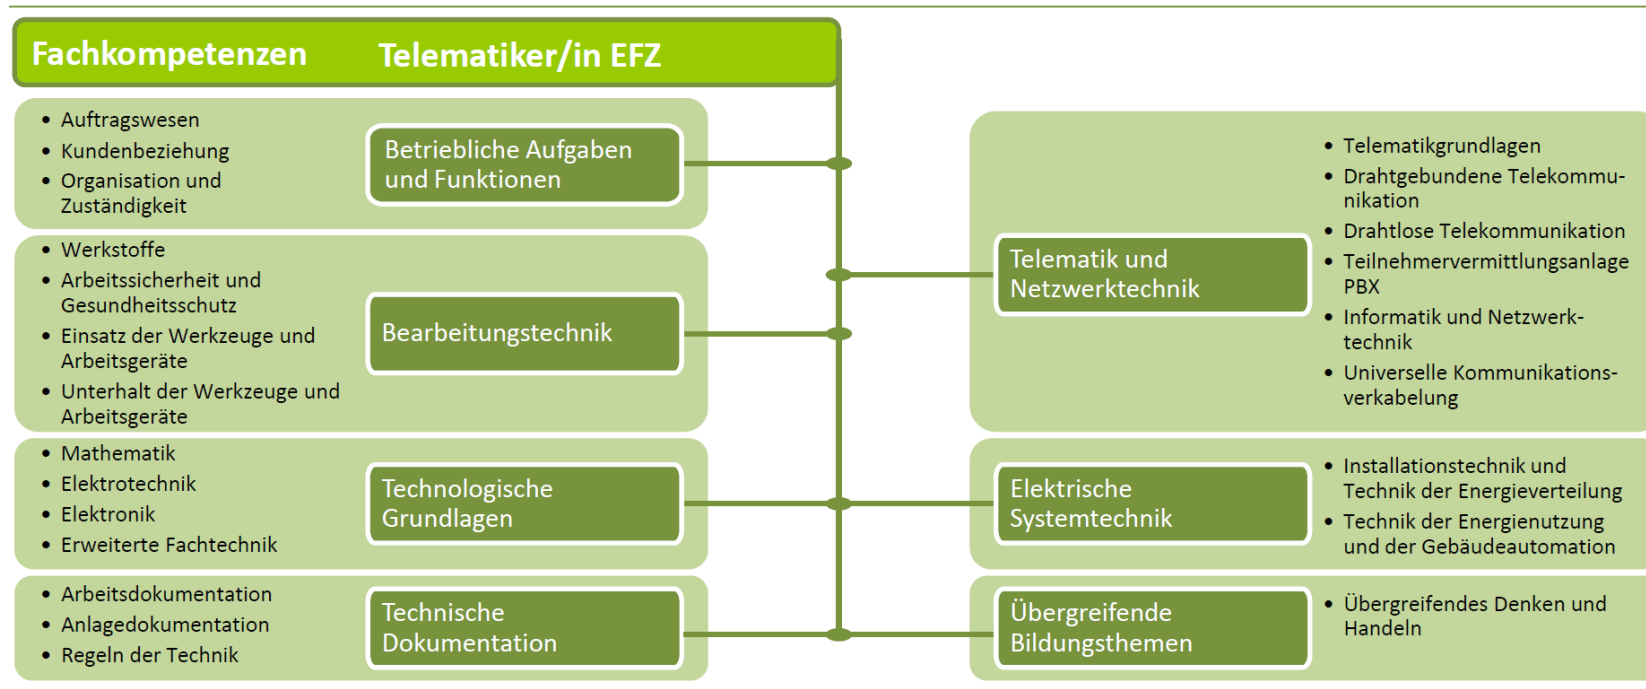 Fachkompetenzen Telematiker/in EFZ
• Auftragswesen
• Kundenbeziehung
• Organisation und
Zuständigkeit
Betriebliche Aufgaben
und Funktionen
• Werkstoffe
• Arbeitssicherheit und
Gesundheitsschutz
• Einsatz der Werkzeuge und
Arbeitsgeräte
• Unterhalt der Werkzeuge und
Arbeitsgeräte
Bearbeitungstechnik
• Mathematik
• Elektrotechnik
• Elektronik
• Erweiterte Fachtechnik
Technologische
Grundlagen
• Arbeitsdokumentation
• Anlagedokumentation
• Regeln der Technik
Technische
Dokumentation
Telematik und
Netzwerktechnik
• Telematikgrundlagen
• Drahtgebundene Telekommu-
nikation
• Drahtlose Telekommunikation
• Teilnehmervermittlungsanlage
PBX
• Informatik und Netzwerk-
technik
• Universelle Kommunikations-
verkabelung
Elektrische
Systemtechnik
• Installationstechnik und
Technik der Energieverteilung
• Technik der Energienutzung
und der Gebäudeautomation
Übergreifende
Bildungsthemen
• Übergreifendes Denken und
Handeln